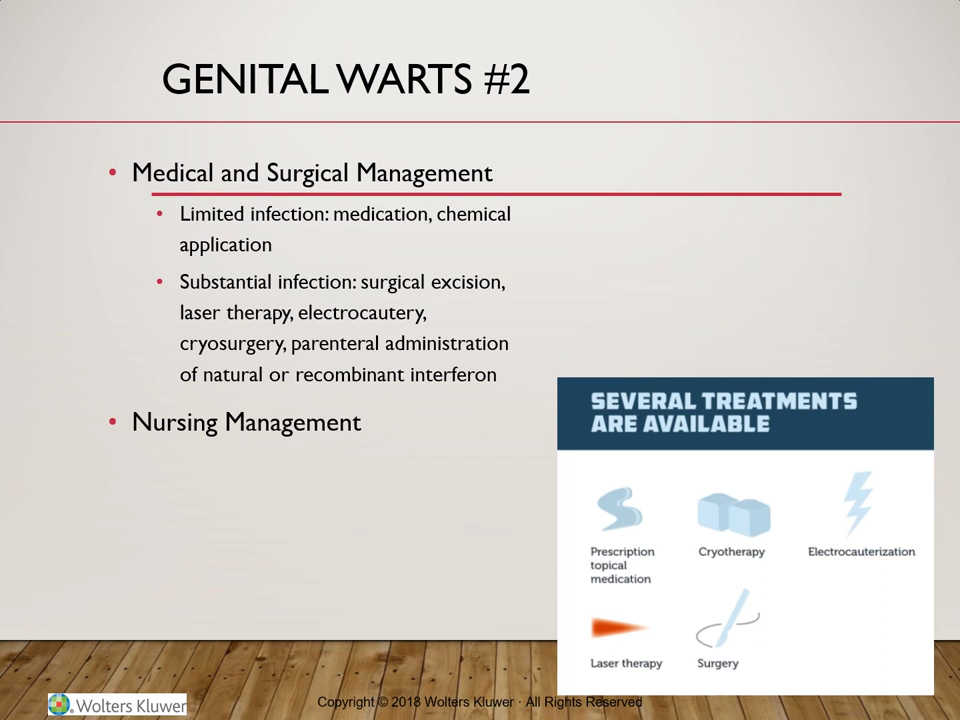 GENITAL WARTS #2
• Medical and Surgical Management
• Limited infection: medication, chemical
application
• Substantial infection: surgical excision,
laser therapy, electrocautery,
cryosurgery, parenteral administration
of natural or recombinant interferon
• Nursing Management
SEVERAL TREATMENTS
ARE AVAILABLE
Prescription
topical
medication
Cryotherapy
Electrocauterization
Laser therapy
Surgery
Wolters Kluwer
Copyright © 2018 Wolters Kluwer · All Rights Reserved